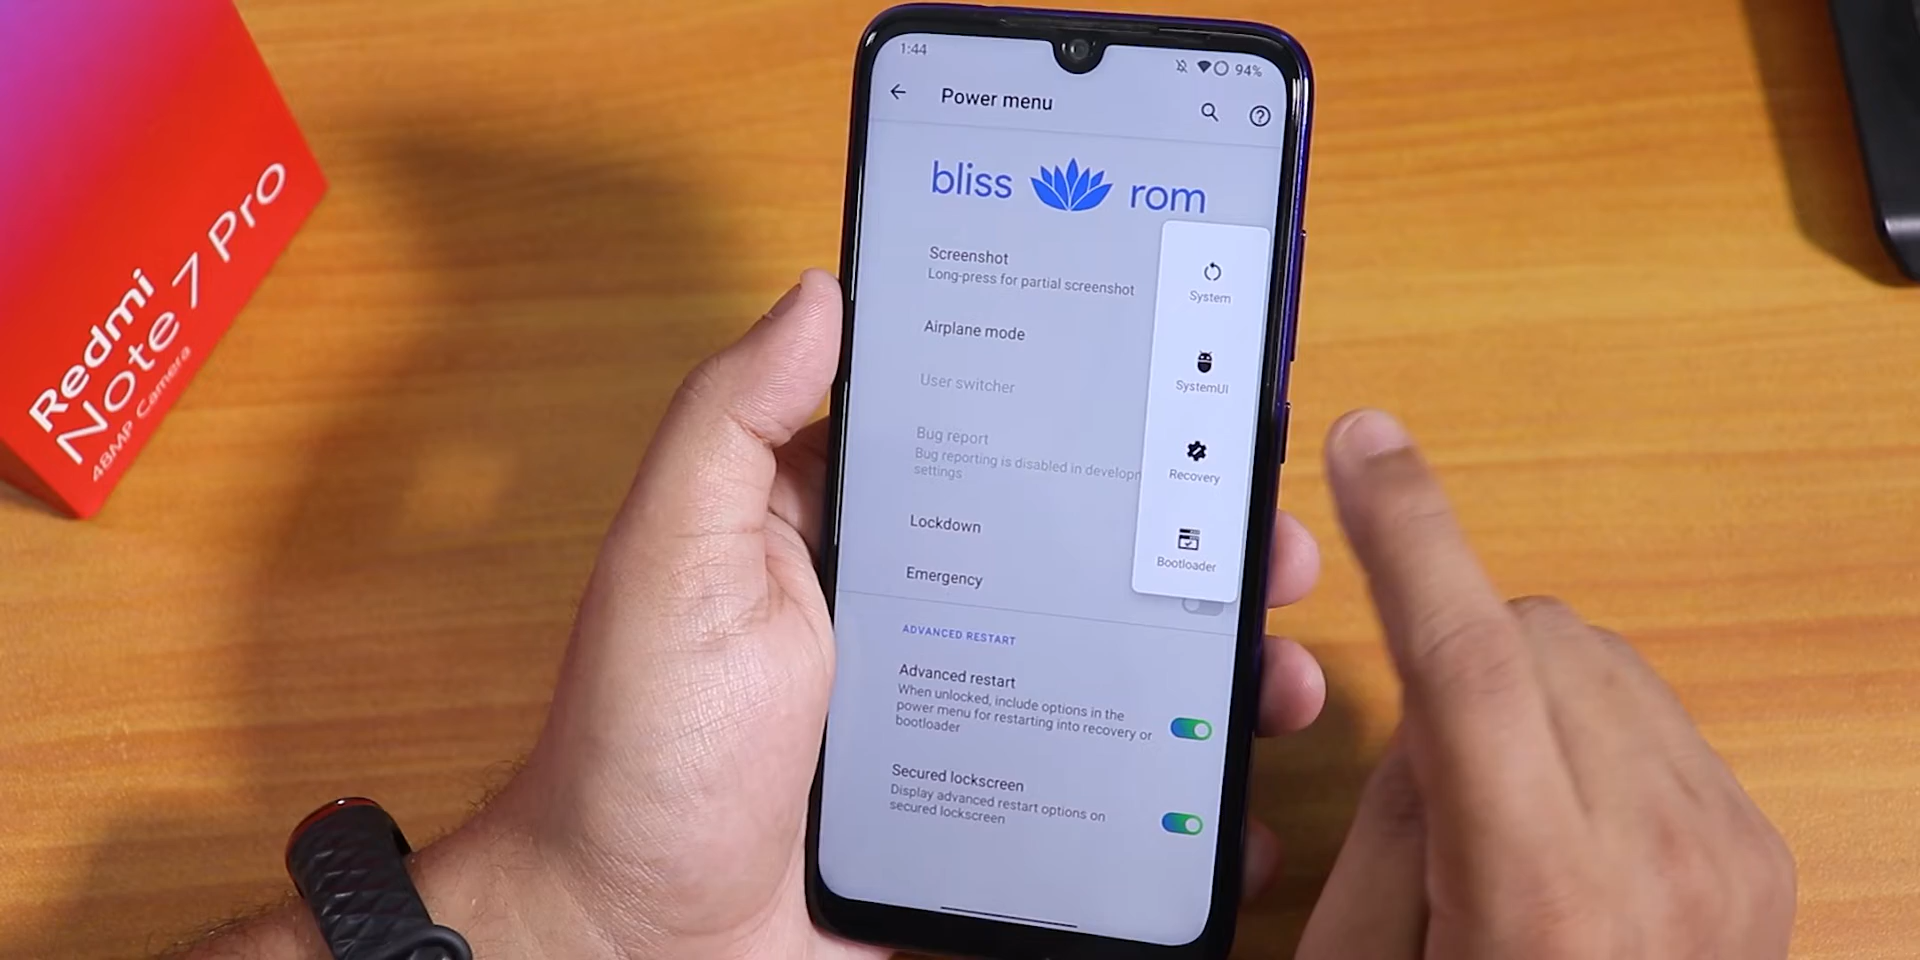 Redmi
Note 7 Pro
48MP Camera
1:44
94%
Power menu
bliss rom
Screenshot
Long-press for partial screenshot
Airplane mode
User switcher
Bug report
Bug reporting is disabled in
settings
Lockdown
Emergency
System
SystemUI
Recovery
Bootloader
ADVANCED RESTART
Advanced restart
When unlocked, include options in the
power menu for restarting into recovery or
bootloader
Secured lockscreen
Display advanced restart options on
secured lockscreen